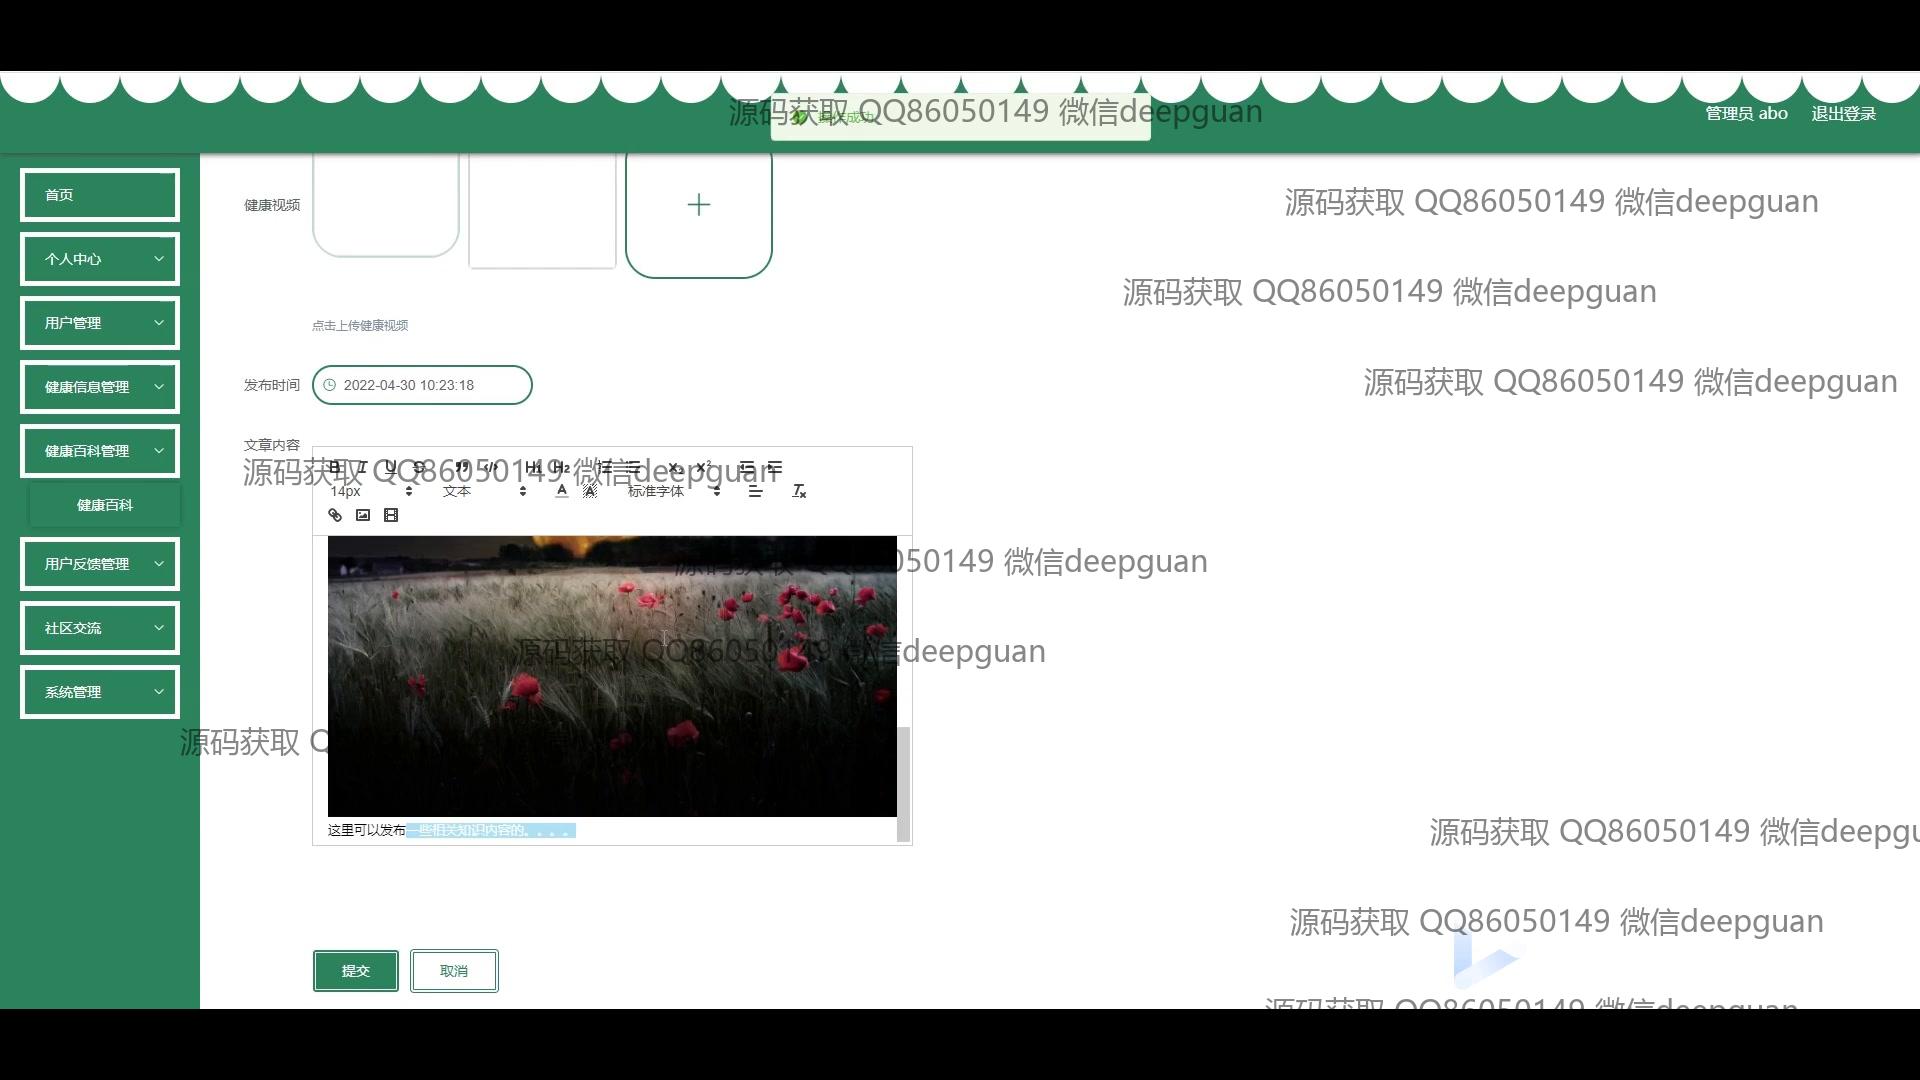 源码获取 QQ86050149 微信deepguan
操作成功
管理员 abo 退出登录
首页
个人中心
用户管理
健康信息管理
健康百科管理
健康百科
用户反馈管理
社区交流
系统管理
健康视频
源码获取 QQ86050149 微信deepguan
源码获取 QQ86050149 微信deepguan
点击上传健康视频
发布时间 2022-04-30 10:23:18
源码获取 QQ86050149 微信deepguan
文章内容
源码获取 QQ86050149 微信deepguan
B I U S H1 H2 X2 X2
14px 文本 A A 标准字体
源码获取 QQ86050149 微信deepguan
源码获取 QQ86050149 微信deepguan
源码获取 Q
这里可以发布一些相关知识内容的。。。。
源码获取 QQ86050149 微信deepgu
源码获取 QQ86050149 微信deepguan
提交 取消
源码获取 QQ86050149 微信deepguan